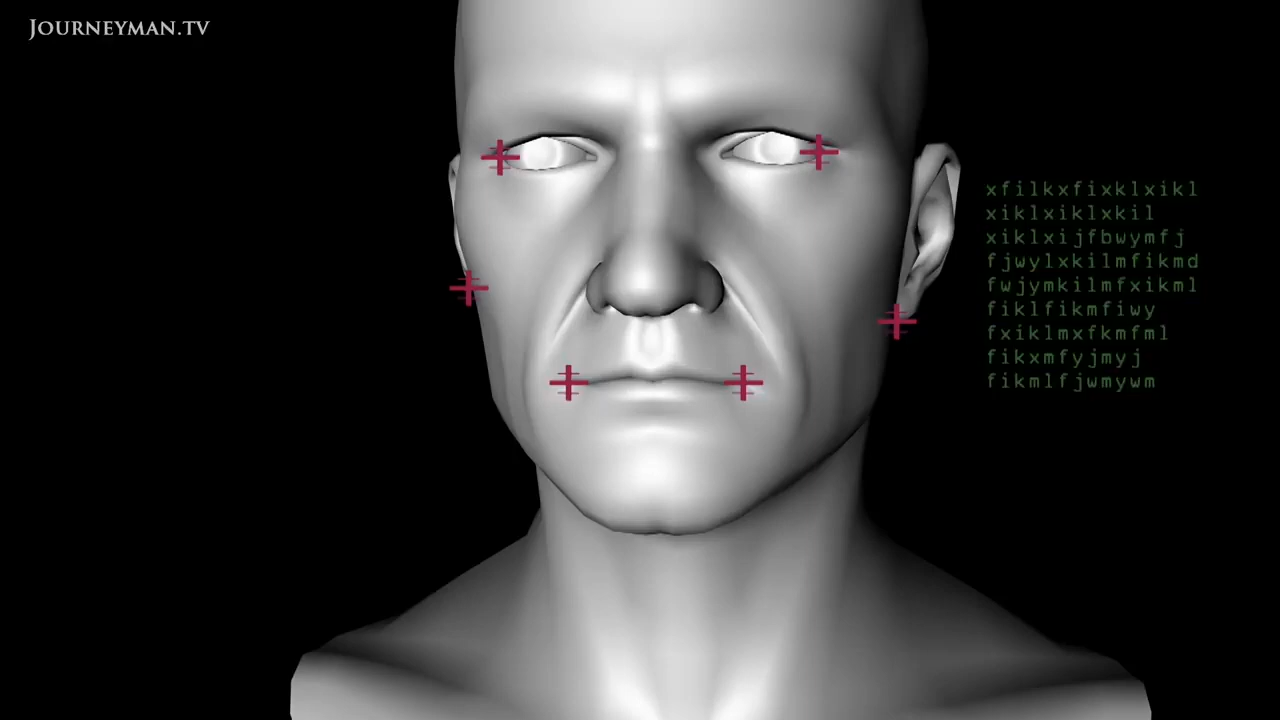 JOURNEYMAN.TV
xfilkxfixklxikl
xiklxiklxkil
xiklxijfbwymfj
fjwylxkilmfikmd
fwjymkilmfxikml
fiklfikmfiwy
fxiklmxfkmfml
fikxmfyjmyj
fikmlfjwmywm